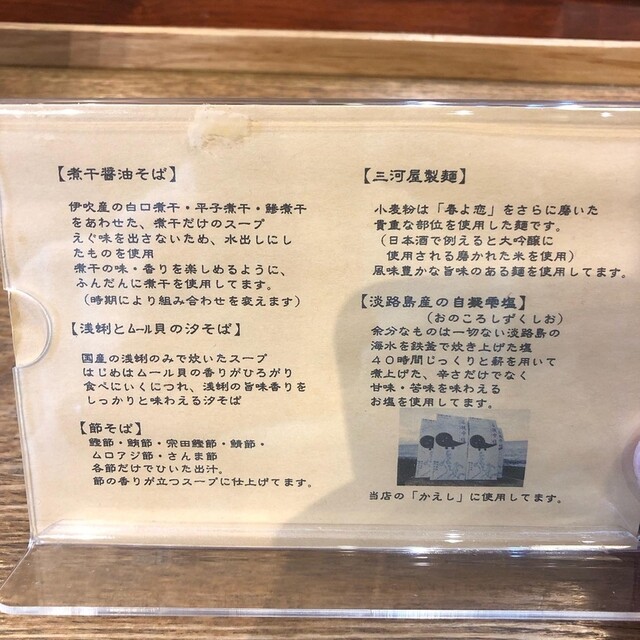 【煮干醤油そば】
伊吹産の白口煮干・平子煮干・鯵煮干
をあわせた、煮干だけのスープ
えぐ味を出さないため、水出しにし
たものを使用
煮干の味・香りを楽しめるように、
ふんだんに煮干を使用してます。
（時期により組み合わせを変えます）
【浅蜊とムール貝の汐そば】
国産の浅蜊のみで炊いたスープ
はじめはムール貝の香りがひろがり
食べにいくにつれ、浅蜊の旨味香りを
しっかりと味わえる汐そば
【節そば】
鰹節・鮪節・宗田鰹節・鯖節・
ムロアジ節・さんま節
各節だけでひいた出汁。
節の香りが立つスープに仕上げてます。
【三河屋製麺】
小麦粉は「春よ恋」をさらに磨いた
貴重な部位を使用した麺です。
（日本酒で例えると大吟醸に
使用される磨かれた米を使用）
風味豊かな旨味のある麺を使用してます。
【淡路島産の自凝雫塩】
（おのころしずくしお）
余分なものは一切ない淡路島の
海水を鉄釜で炊き上げた塩
４０時間じっくりと薪を用いて
煮上げた、辛さだけでなく
甘味・苦味を味わえる
お塩を使用してます。
当店の「かえし」に使用してます。